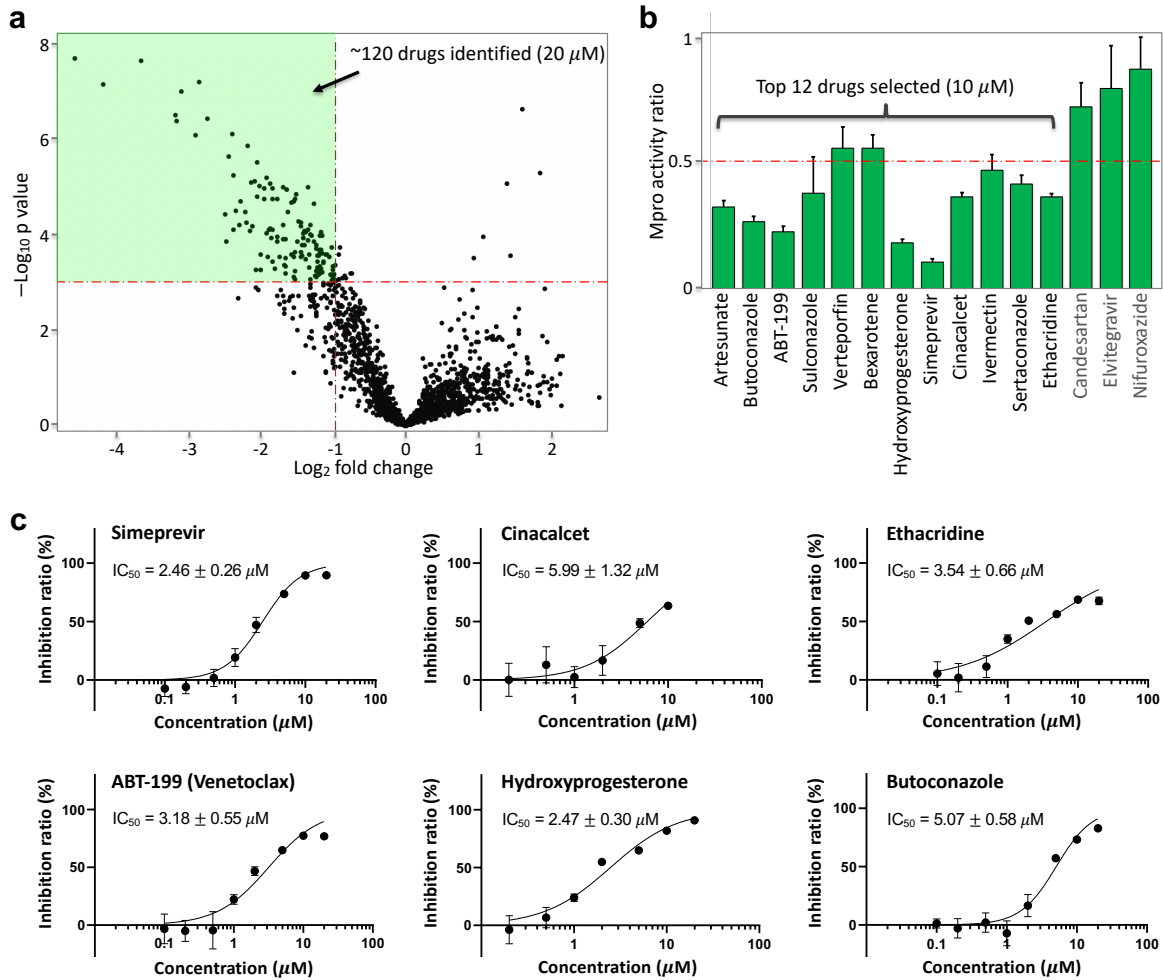 a
~120 drugs identified (20 μM)
8
6
4
2
0
−Log₁₀ p value
-4
-3
-2
-1
0
1
2
Log₂ fold change
b
Top 12 drugs selected (10 μM)
1
0.5
0
Mpro activity ratio
Artesunate
Butoconazole
ABT-199
Sulconazole
Verteporfin
Bexarotene
Hydroxyprogesterone
Simeprevir
Cinacalcet
Ivermectin
Sertaconazole
Ethacridine
Candesartan
Elvitegravir
Nifuroxazide
c
Simeprevir
IC₅₀ = 2.46 ± 0.26 μM
Inhibition ratio (%)
100
50
0
0.1
1
10
100
Concentration (μM)
Cinacalcet
IC₅₀ = 5.99 ± 1.32 μM
Inhibition ratio (%)
100
50
0
1
10
100
Concentration (μM)
Ethacridine
IC₅₀ = 3.54 ± 0.66 μM
Inhibition ratio (%)
100
50
0
0.1
1
10
100
Concentration (μM)
ABT-199 (Venetoclax)
IC₅₀ = 3.18 ± 0.55 μM
Inhibition ratio (%)
100
50
0
0.1
1
10
100
Concentration (μM)
Hydroxyprogesterone
IC₅₀ = 2.47 ± 0.30 μM
Inhibition ratio (%)
100
50
0
1
10
100
Concentration (μM)
Butoconazole
IC₅₀ = 5.07 ± 0.58 μM
Inhibition ratio (%)
100
50
0
0.1
1
10
100
Concentration (μM)